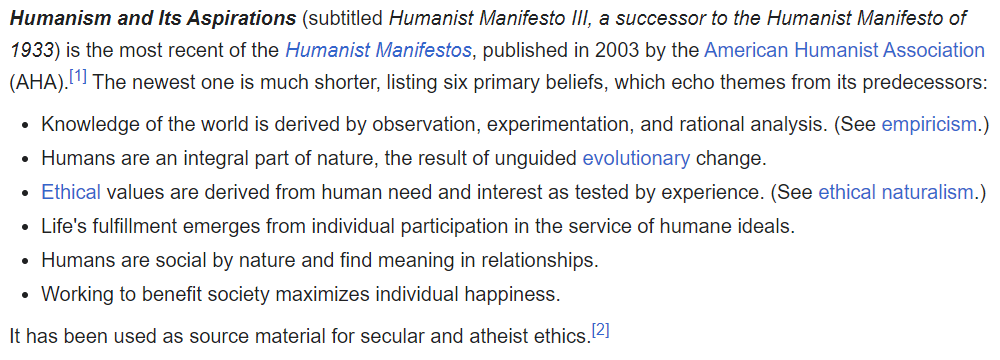 Humanism and Its Aspirations (subtitled Humanist Manifesto III, a successor to the Humanist Manifesto of
1933) is the most recent of the Humanist Manifestos, published in 2003 by the American Humanist Association
(AHA).[1] The newest one is much shorter, listing six primary beliefs, which echo themes from its predecessors:
• Knowledge of the world is derived by observation, experimentation, and rational analysis. (See empiricism.)
• Humans are an integral part of nature, the result of unguided evolutionary change.
• Ethical values are derived from human need and interest as tested by experience. (See ethical naturalism.)
• Life's fulfillment emerges from individual participation in the service of humane ideals.
• Humans are social by nature and find meaning in relationships.
• Working to benefit society maximizes individual happiness.
It has been used as source material for secular and atheist ethics.[2]